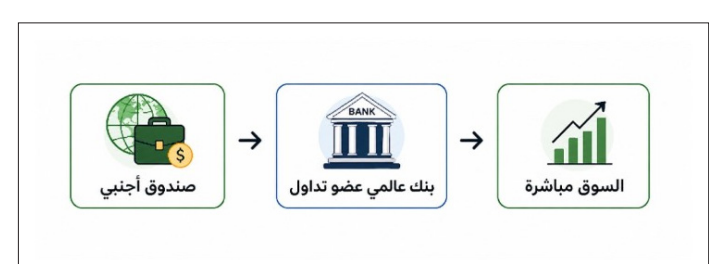 $
صندوق أجنبي
BANK
بنك عالمي عضو تداول
السوق مباشرة